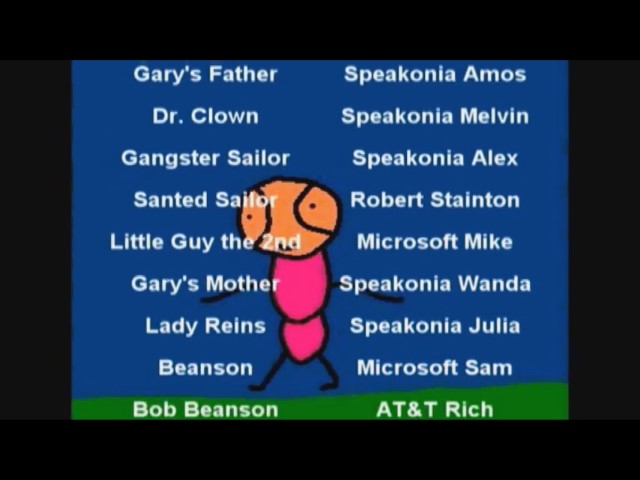 Gary's Father Speakonia Amos
Dr. Clown Speakonia Melvin
Gangster Sailor Speakonia Alex
Santed Sailor Robert Stainton
Little Guy the 2nd Microsoft Mike
Gary's Mother Speakonia Wanda
Lady Reins Speakonia Julia
Beanson Microsoft Sam
Bob Beanson AT&T Rich